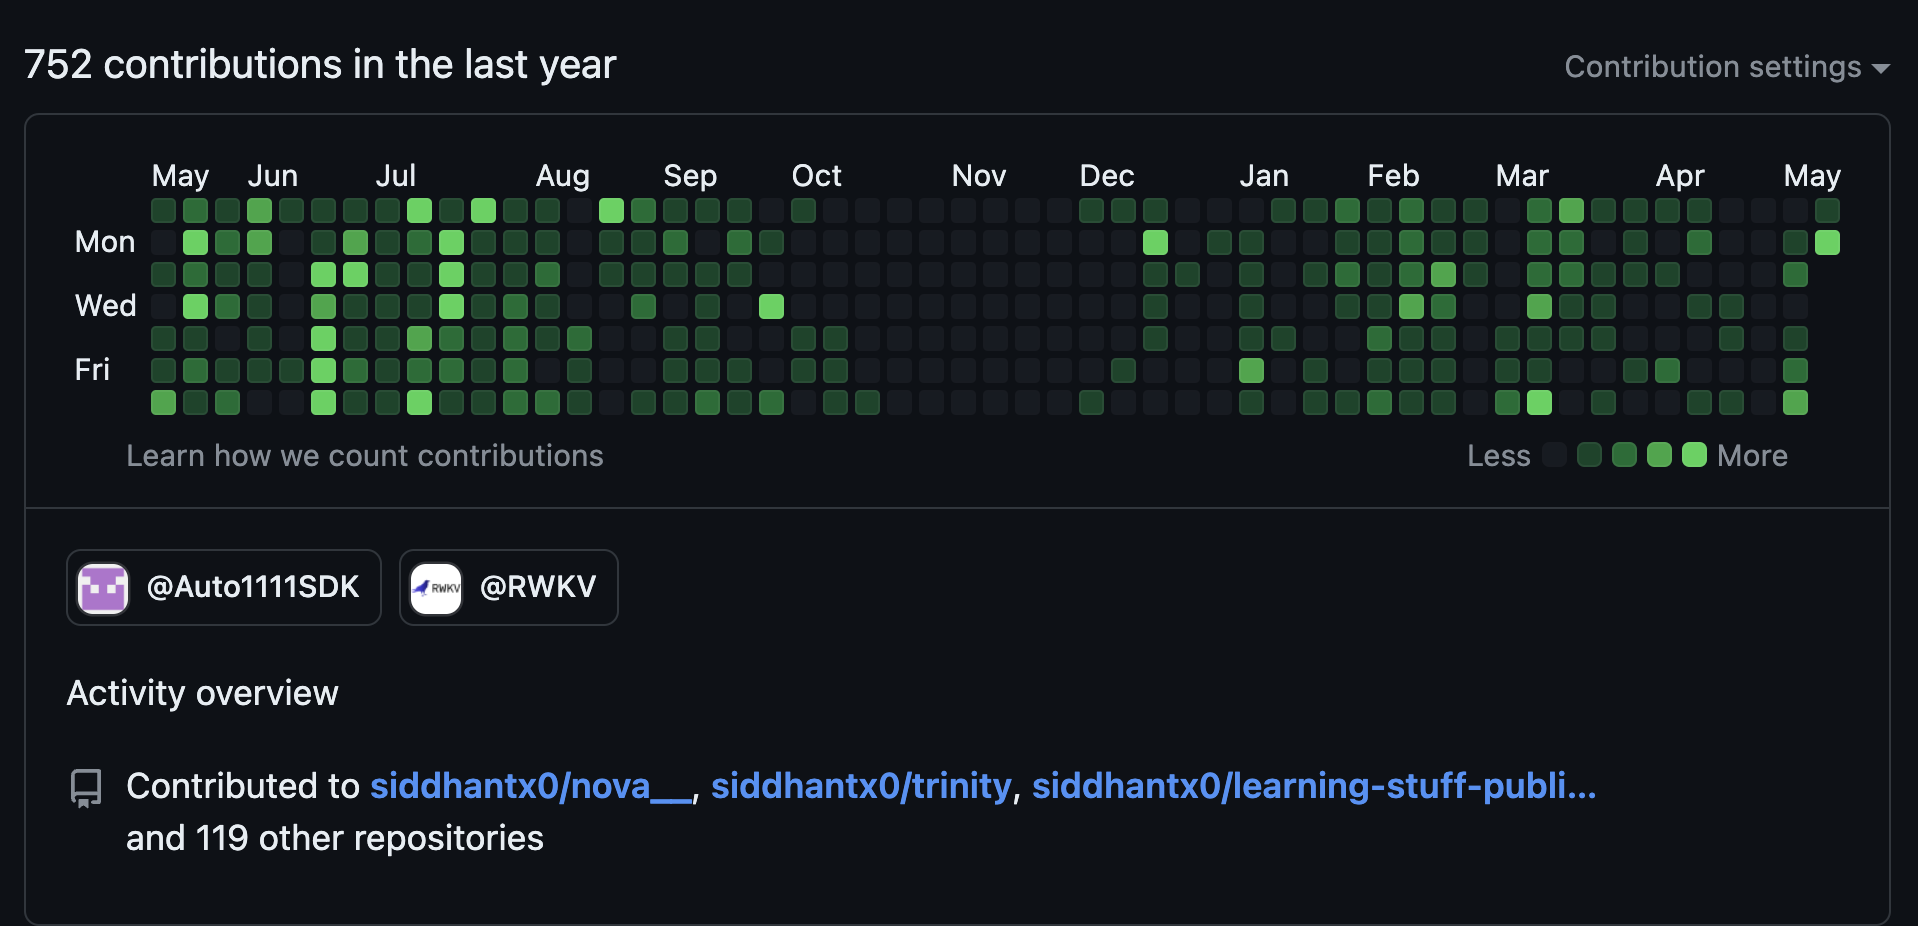 752 contributions in the last year
Contribution settings
May Jun Jul Aug Sep Oct Nov Dec Jan Feb Mar Apr May
Mon
Wed
Fri
Learn how we count contributions
Less More
@Auto1111SDK
RWKV @RWKV
Activity overview
Contributed to siddhantx0/nova__, siddhantx0/trinity, siddhantx0/learning-stuff-publi...
and 119 other repositories